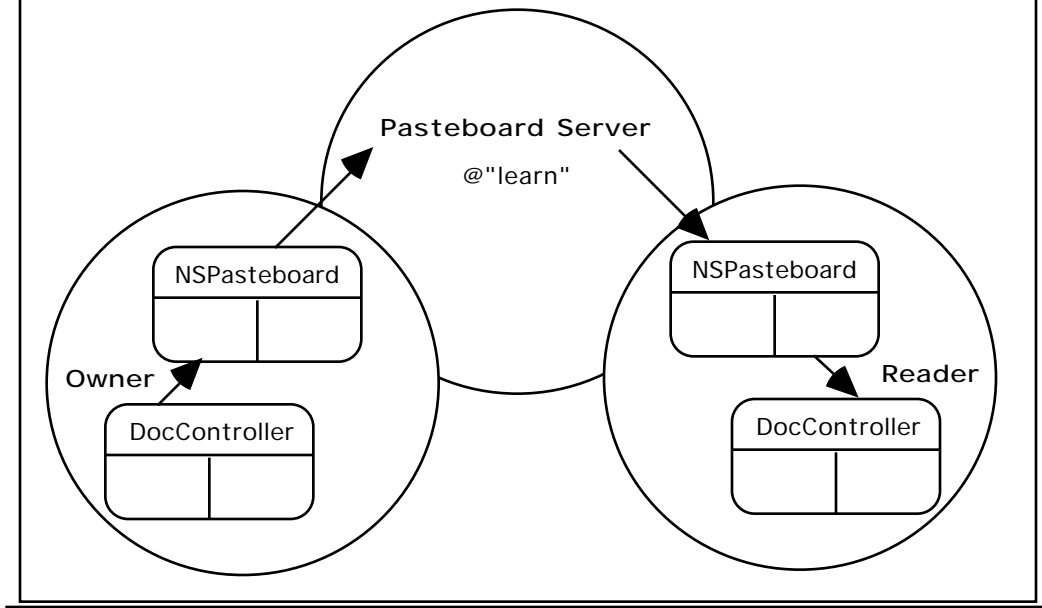 Pasteboard Server
@"learn"
NSPasteboard
NSPasteboard
Owner
Reader
DocController
DocController